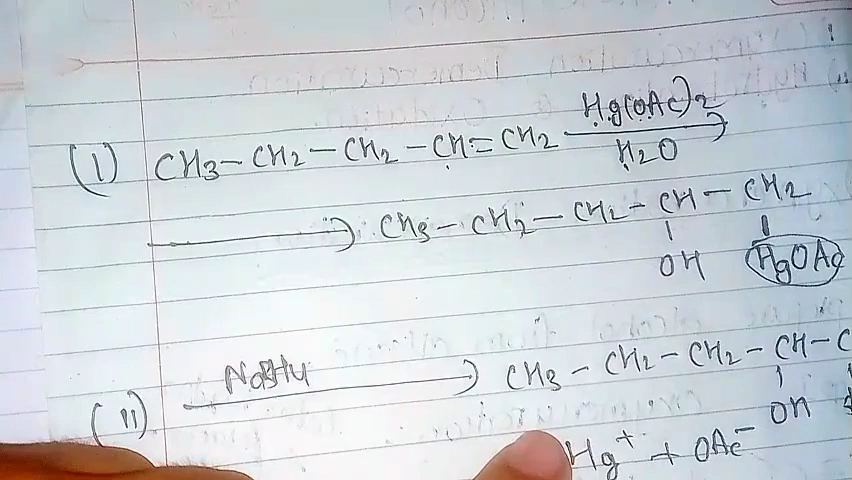 (I) CH3-CH2-CH2-CH=CH2 Hg(OAc)2
H2O
CH3-CH2-CH2-CH-CH2
OH HgOAc
(II) NaBH4 CH3-CH2-CH2-CH-C
OH
Hg+ + OAc-